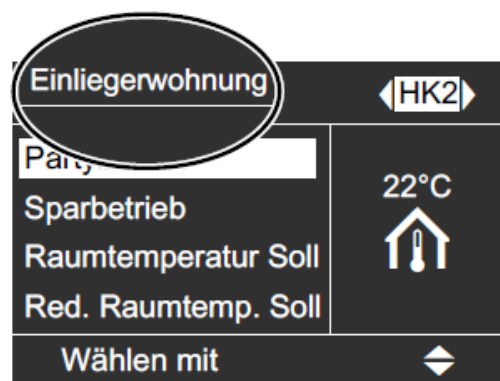 Einliegerwohnung
HK2
22°C
Sparbetrieb
Raumtemperatur Soll
Red. Raumtemp. Soll
Wählen mit